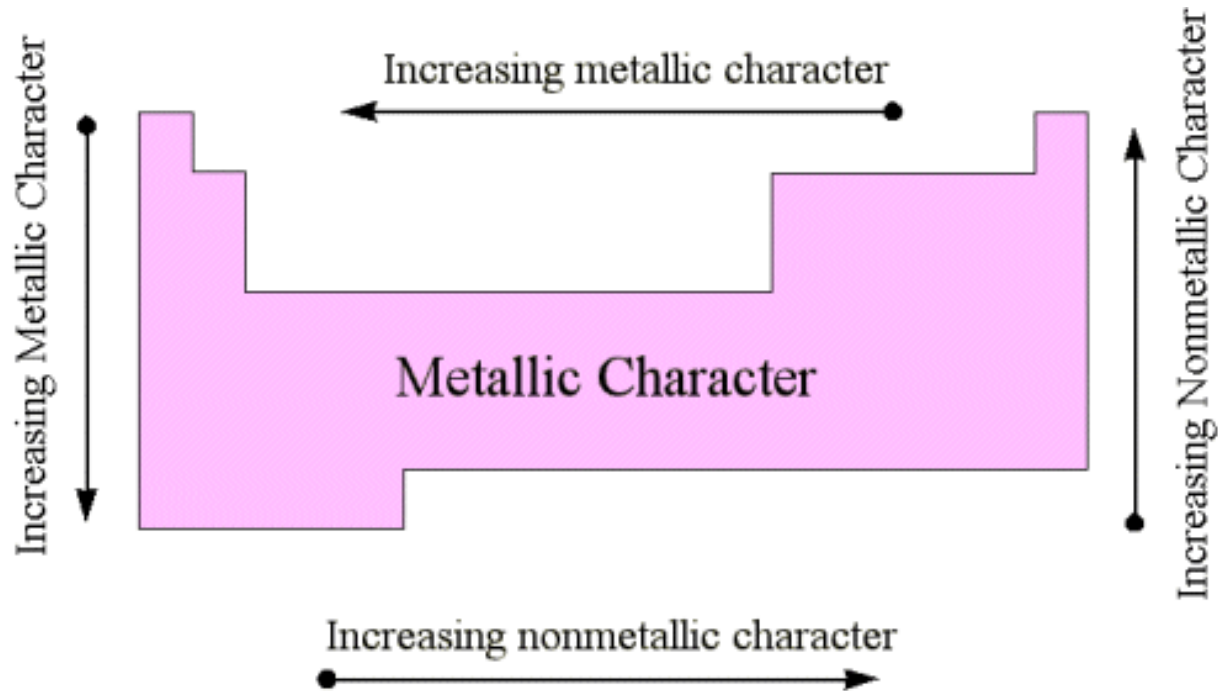 Increasing metallic character
Increasing Metallic Character
Metallic Character
Increasing Nonmetallic Character
Increasing nonmetallic character